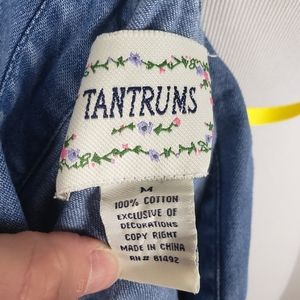 TANTRUMS
M
100% COTTON
EXCLUSIVE OF
DECORATIONS
COPY RIGHT
MADE IN CHINA
RN# 81492